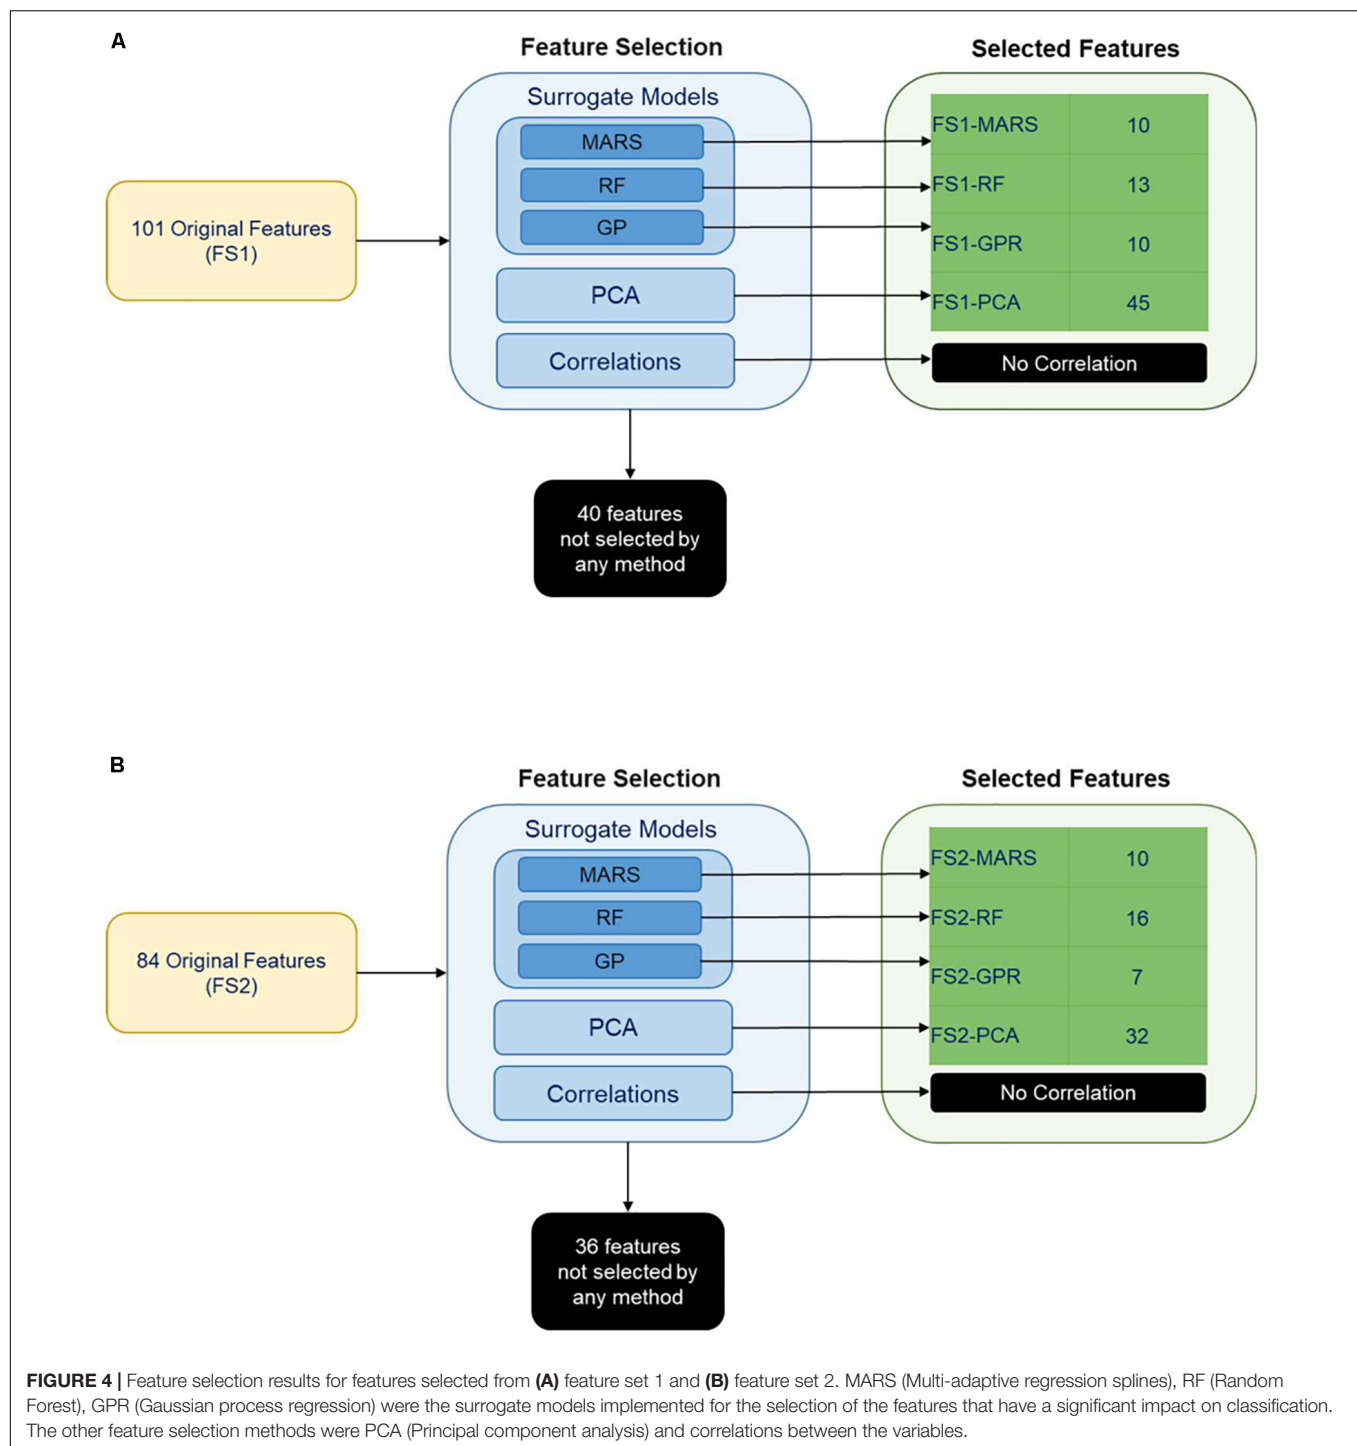 A
Feature Selection
Selected Features
Surrogate Models
MARS
RF
GP
PCA
Correlations
101 Original Features
(FS1)
FS1-MARS 10
FS1-RF 13
FS1-GPR 10
FS1-PCA 45
No Correlation
40 features
not selected by
any method
B
Feature Selection
Selected Features
Surrogate Models
MARS
RF
GP
PCA
Correlations
84 Original Features
(FS2)
FS2-MARS 10
FS2-RF 16
FS2-GPR 7
FS2-PCA 32
No Correlation
36 features
not selected by
any method
FIGURE 4 | Feature selection results for features selected from (A) feature set 1 and (B) feature set 2. MARS (Multi-adaptive regression splines), RF (Random
Forest), GPR (Gaussian process regression) were the surrogate models implemented for the selection of the features that have a significant impact on classification.
The other feature selection methods were PCA (Principal component analysis) and correlations between the variables.